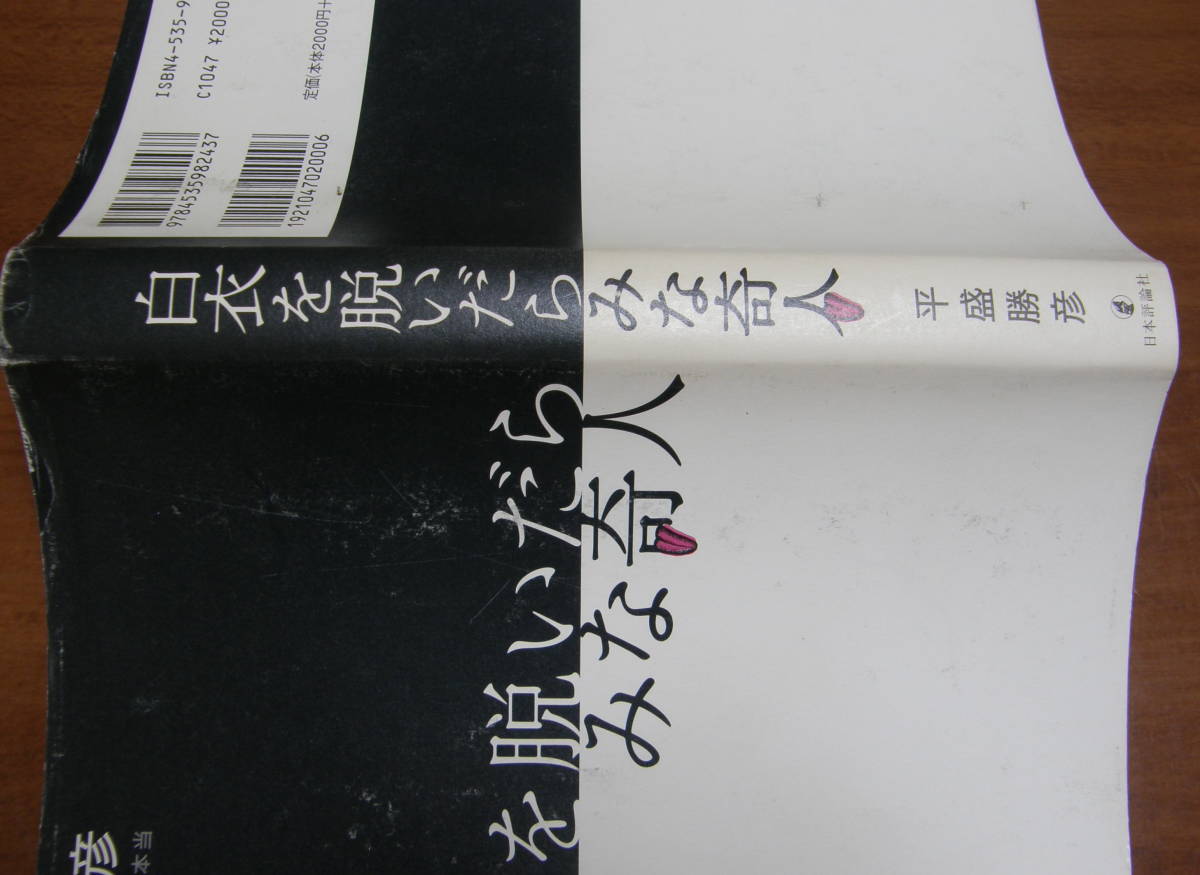 ISBN4-535-9
C1047 ¥2000
定価(本体2000円+
9784535982437
1921047020006
白衣を脱いだらみな奇人
平盛勝彦
日本評論社
を脱いだら
みな奇人
彦
本当